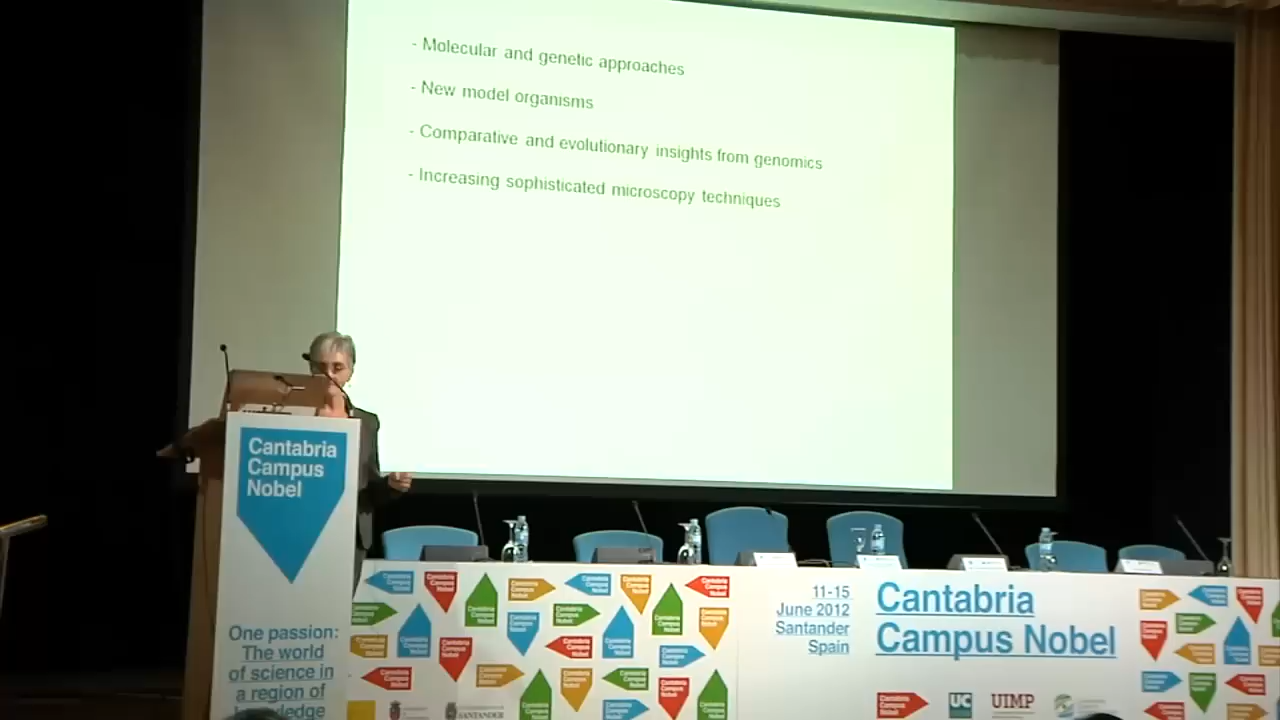 - Molecular and genetic approaches
- New model organisms
- Comparative and evolutionary insights from genomics
- Increasing sophisticated microscopy techniques
Cantabria
Campus
Nobel
One passion:
The world
of science in
a region of
11-15
June 2012
Santander
Spain
Cantabria
Campus Nobel
SANTANDER
UC
UIMP